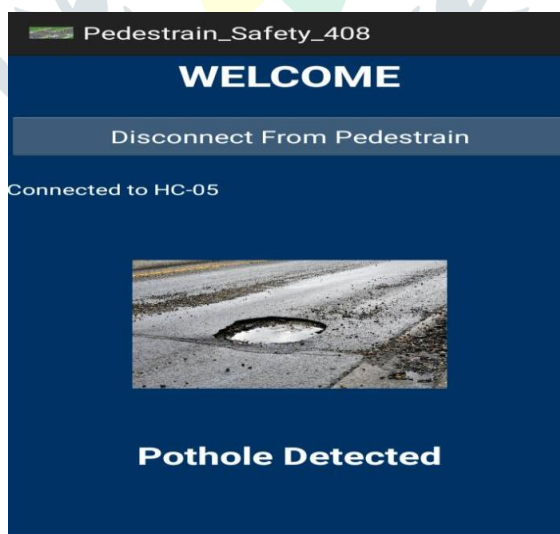 Pedestrain_Safety_408
WELCOME
Disconnect From Pedestrain
Connected to HC-05
Pothole Detected